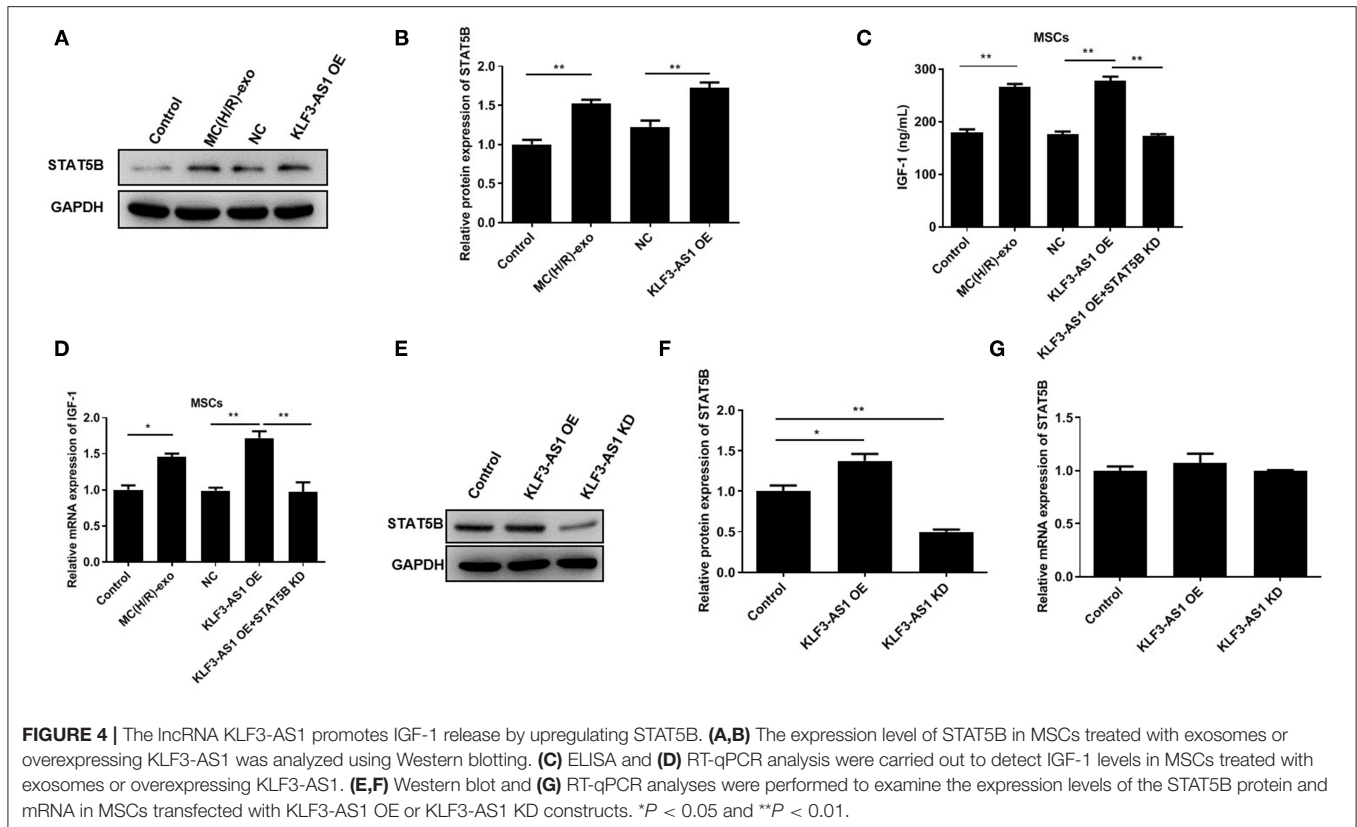 A
Control
MC(H/R)-exo
NC
KLF3-AS1 OE
STAT5B
GAPDH
B
Relative protein expression of STAT5B
2.0
1.5
1.0
0.5
0.0
**
**
Control
MC(H/R)-exo
NC
KLF3-AS1 OE
C
MSCs
IGF-1 (ng/mL)
300
200
100
0
**
**
**
Control
MC(H/R)-exo
NC
KLF3-AS1 OE
KLF3-AS1 OE+STAT5B KD
D
MSCs
Relative mRNA expression of IGF-1
2.0
1.5
1.0
0.5
0.0
*
**
**
Control
MC(H/R)-exo
NC
KLF3-AS1 OE
KLF3-AS1 OE+STAT5B KD
E
Control
KLF3-AS1 OE
KLF3-AS1 KD
STAT5B
GAPDH
F
Relative protein expression of STAT5B
2.0
1.5
1.0
0.5
0.0
**
*
Control
KLF3-AS1 OE
KLF3-AS1 KD
G
Relative mRNA expression of STAT5B
1.5
1.0
0.5
0.0
Control
KLF3-AS1 OE
KLF3-AS1 KD
FIGURE 4 | The lncRNA KLF3-AS1 promotes IGF-1 release by upregulating STAT5B. (A,B) The expression level of STAT5B in MSCs treated with exosomes or
overexpressing KLF3-AS1 was analyzed using Western blotting. (C) ELISA and (D) RT-qPCR analysis were carried out to detect IGF-1 levels in MSCs treated with
exosomes or overexpressing KLF3-AS1. (E,F) Western blot and (G) RT-qPCR analyses were performed to examine the expression levels of the STAT5B protein and
mRNA in MSCs transfected with KLF3-AS1 OE or KLF3-AS1 KD constructs. *P < 0.05 and **P < 0.01.